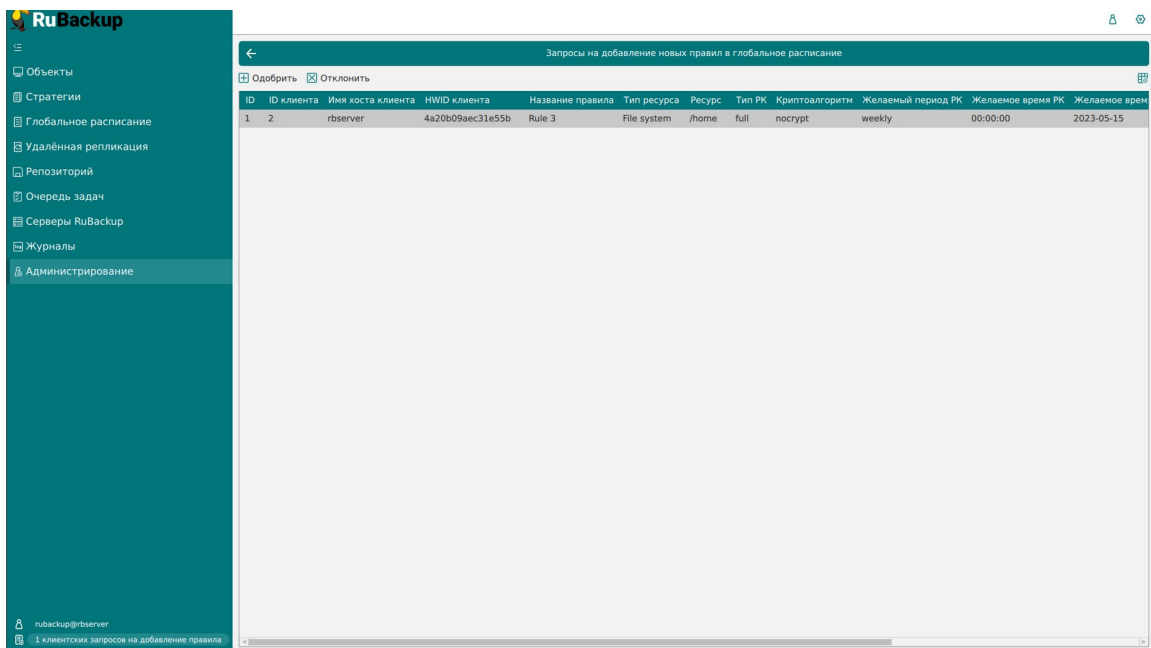 RuBackup
Объекты
Стратегии
Глобальное расписание
Удалённая репликация
Репозиторий
Очередь задач
Серверы RuBackup
Журналы
Администрирование
rubackup@rbserver
1 клиентских запросов на добавление правила
Запросы на добавление новых правил в глобальное расписание
Одобрить Отклонить
ID ID клиента Имя хоста клиента HWID клиента Название правила Тип ресурса Ресурс Тип РК Криптоалгоритм Желаемый период РК Желаемое время РК Желаемое врем
1 2 rbserver 4a20b09aec31e55b Rule 3 File system /home full nocrypt weekly 00:00:00 2023-05-15